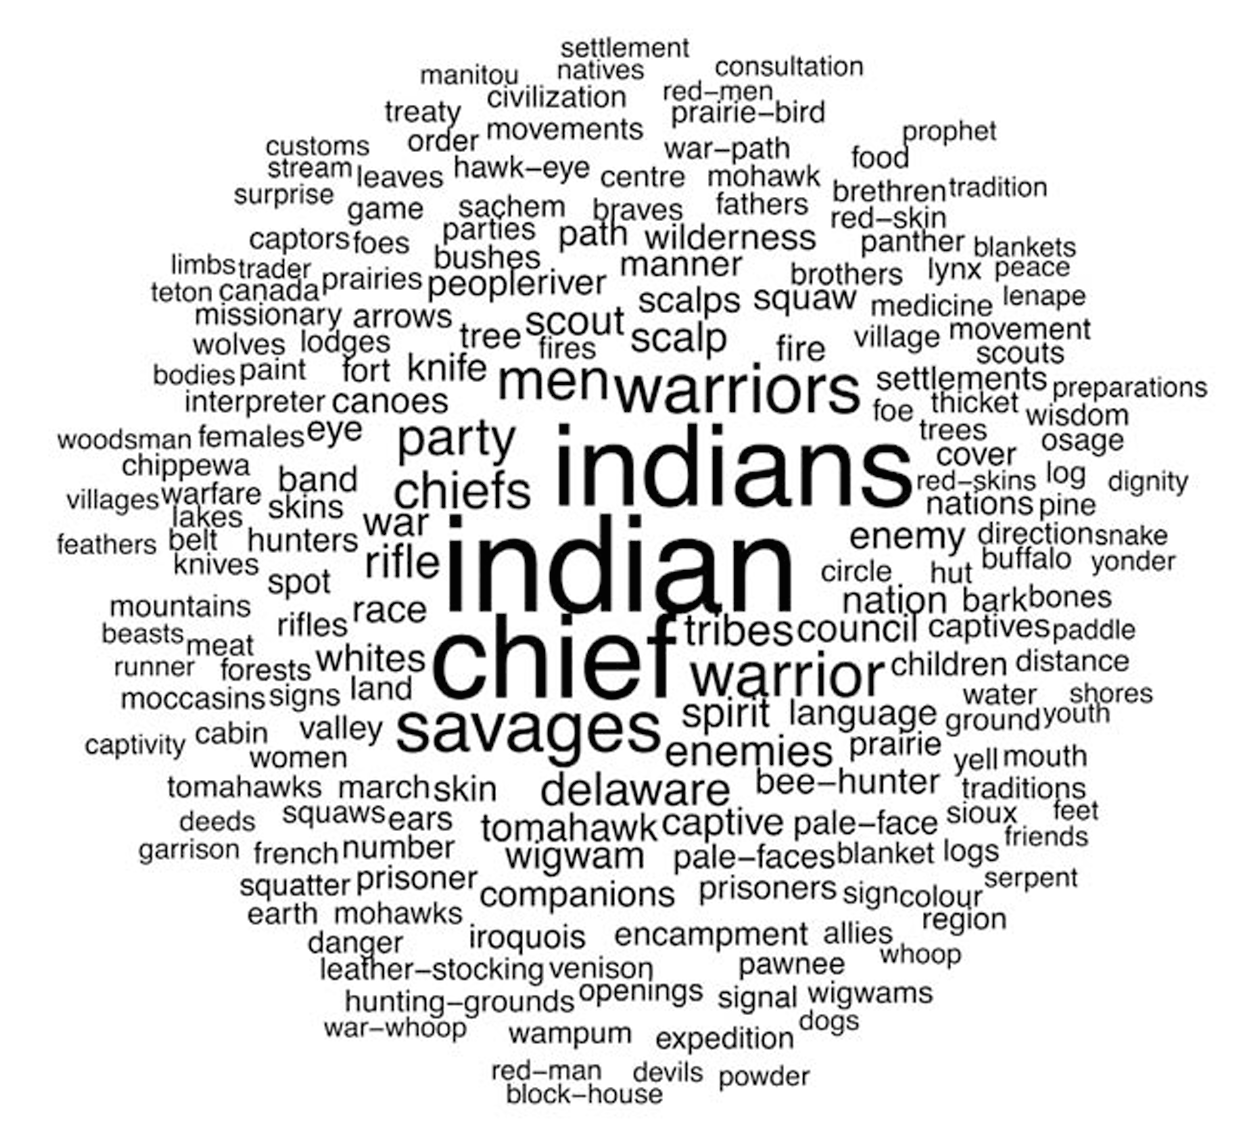 settlement
manitou natives consultation
civilization red–men
treaty prairie–bird
order movements prophet
customs war–path food
stream leaves hawk–eye centre mohawk brethren tradition
surprise game sachem braves fathers red–skin
captors foes parties path wilderness panther blankets
limbs trader bushes manner brothers lynx peace
teton canada prairies people river scalps squaw medicine lenape
missionary arrows tree scout scalp fire village movement
wolves lodges fires scouts
bodies paint fort knife men warriors settlements preparations
interpreter canoes foe thicket wisdom
woodsman females eye party indians trees osage
chippewa band chiefs cover log dignity
villages warfare skins red–skins nations pine
lakes war
feathers belt hunters rifle indian enemy direction snake
knives spot circle hut buffalo yonder
mountains rifles race nation bark bones
beasts meat chief tribes council captives paddle
runner forests whites warrior children distance
moccasins signs land water shores
captivity cabin valley savages spirit language ground youth
women enemies prairie yell mouth
tomahawks march skin delaware bee–hunter traditions
deeds squaws ears tomahawk captive pale–face sioux feet
garrison french number wigwam pale–faces blanket logs friends
squatter prisoner companions prisoners sign colour serpent
earth mohawks region
danger iroquois encampment allies whoop
leather–stocking venison pawnee
hunting–grounds openings signal wigwams
war–whoop wampum expedition dogs
red–man devils powder
block–house